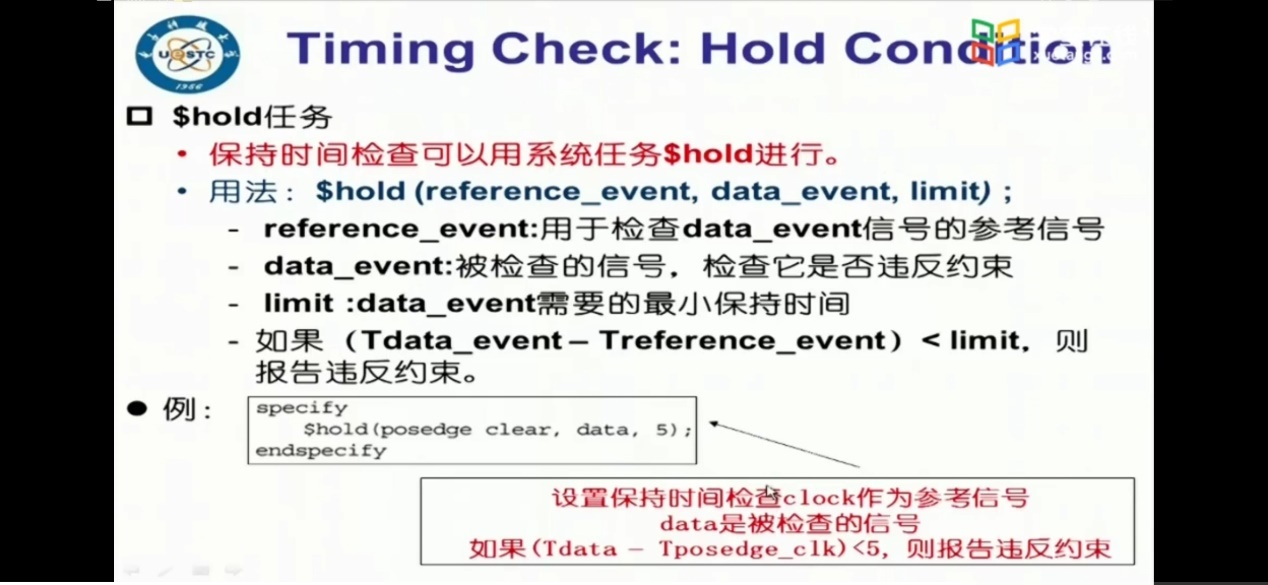 Timing Check: Hold Condition
UESTC
1956
$hold任务
• 保持时间检查可以用系统任务$hold进行。
• 用法：$hold (reference_event, data_event, limit) ;
- reference_event:用于检查data_event信号的参考信号
- data_event:被检查的信号，检查它是否违反约束
- limit :data_event需要的最小保持时间
- 如果（Tdata_event – Treference_event）< limit，则
报告违反约束。
● 例：
specify
$hold(posedge clear, data, 5);
endspecify
设置保持时间检查clock作为参考信号
data是被检查的信号
如果(Tdata - Tposedge_clk)<5，则报告违反约束